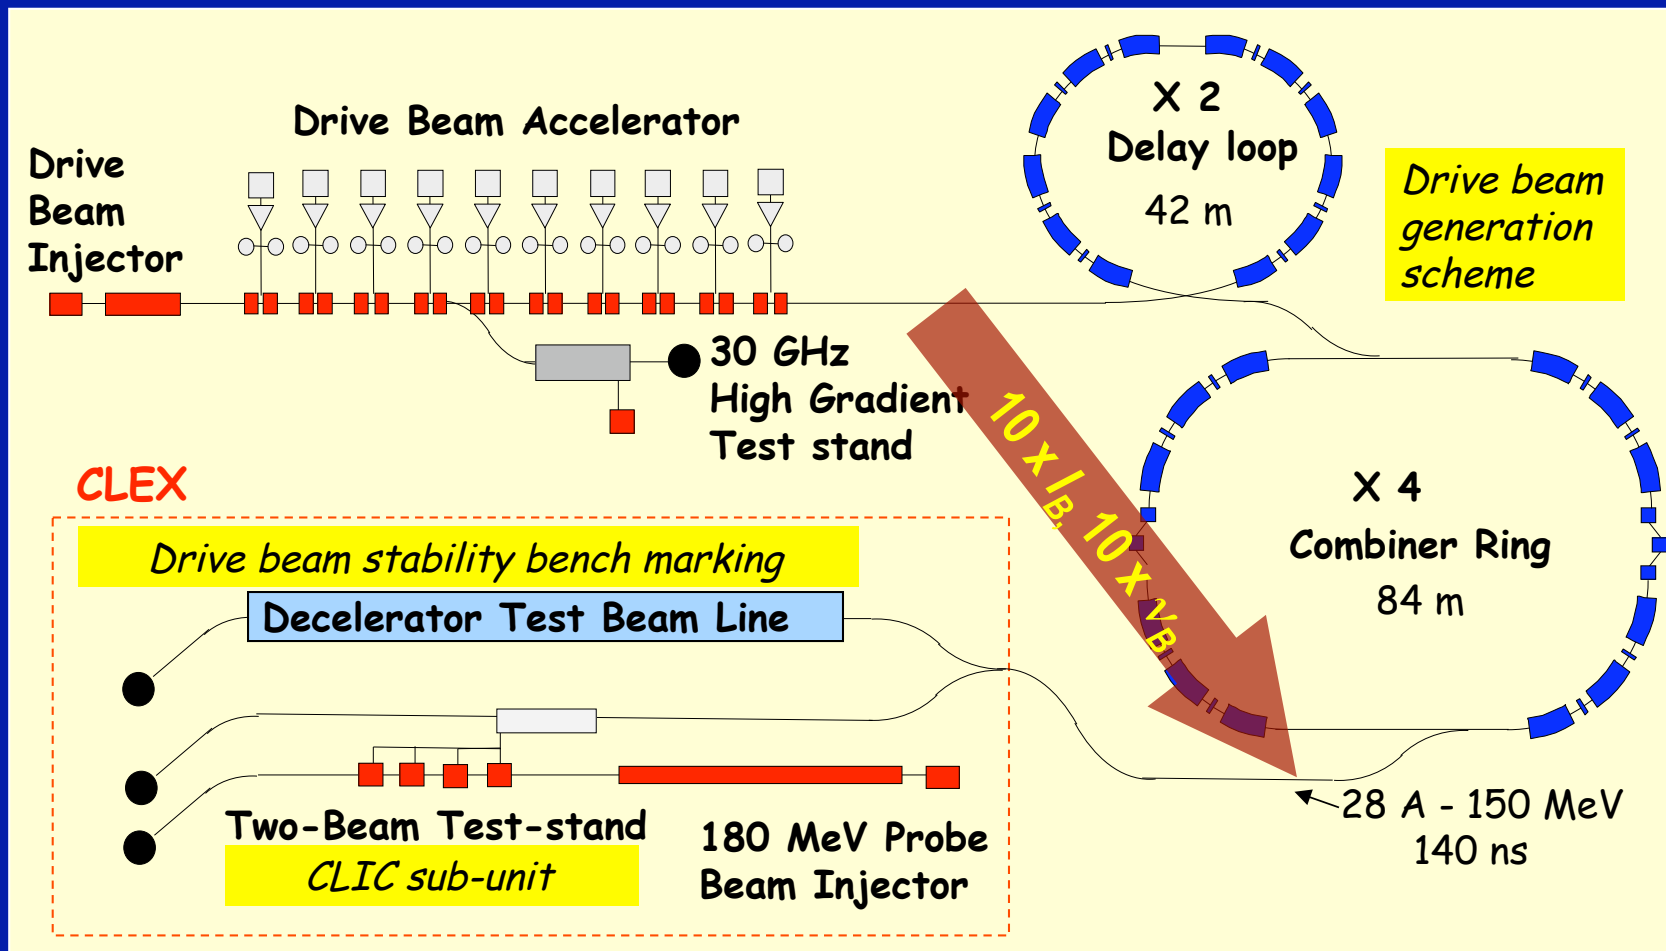 Drive Beam Accelerator
Drive
Beam
Injector
X 2
Delay loop
42 m
Drive beam
generation
scheme
30 GHz
High Gradient
Test stand
10 x I_B, 10 x ν_B
X 4
Combiner Ring
84 m
CLEX
Drive beam stability bench marking
Decelerator Test Beam Line
Two-Beam Test-stand
CLIC sub-unit
180 MeV Probe
Beam Injector
28 A - 150 MeV
140 ns